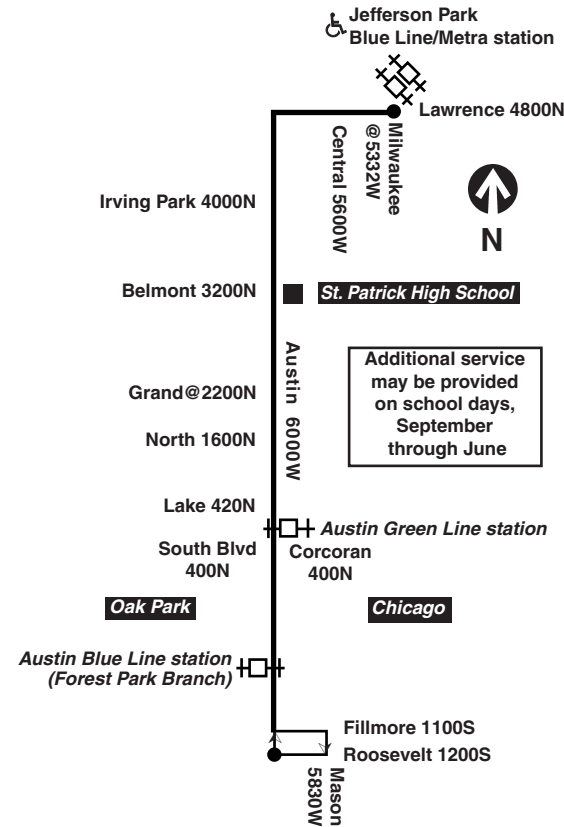 Jefferson Park
Blue Line/Metra station
Lawrence 4800N
Milwaukee
@ 5332W
Central 5600W
Irving Park 4000N
N
Belmont 3200N
St. Patrick High School
Austin 6000W
Additional service
may be provided
on school days,
September
through June
Grand@2200N
North 1600N
Lake 420N
Austin Green Line station
South Blvd
400N
Corcoran
400N
Oak Park
Chicago
Austin Blue Line station
(Forest Park Branch)
Fillmore 1100S
Roosevelt 1200S
Mason
5830W